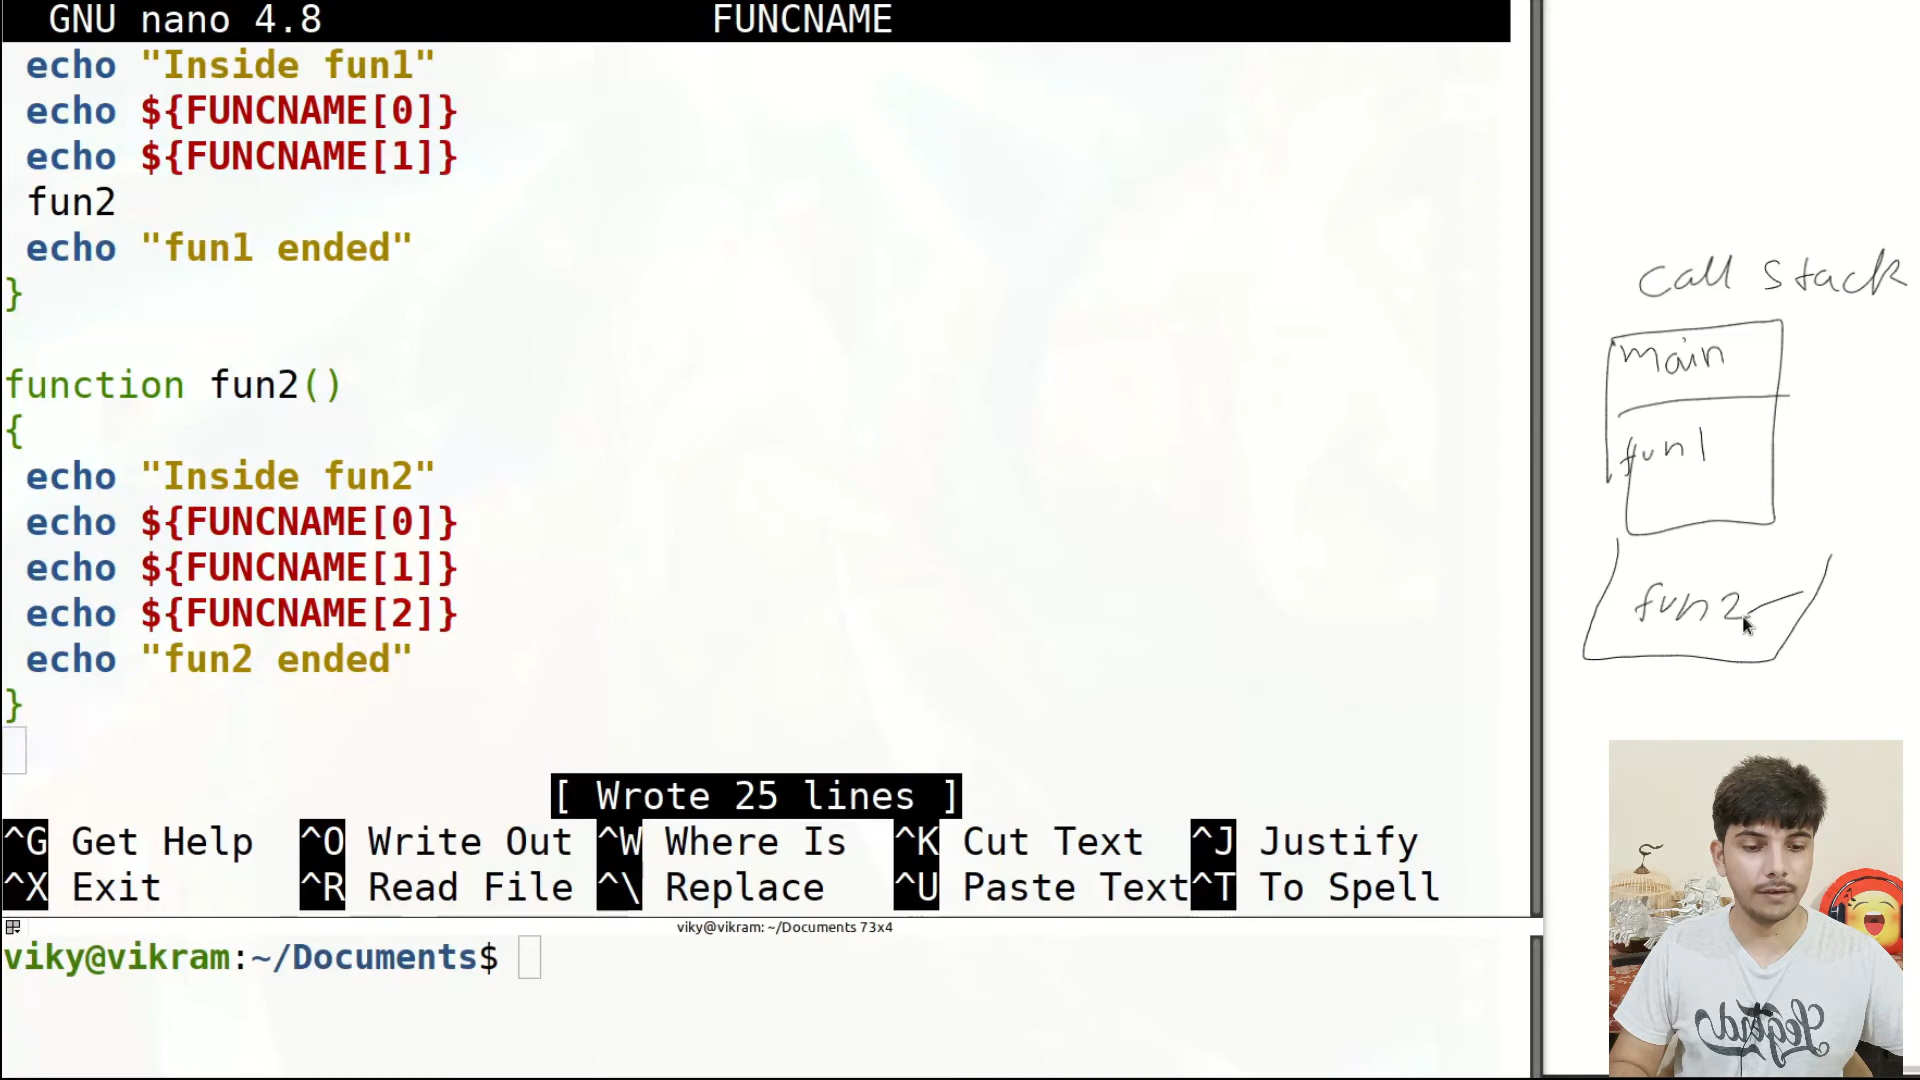 GNU nano 4.8 FUNCNAME
echo "Inside fun1"
echo ${FUNCNAME[0]}
echo ${FUNCNAME[1]}
fun2
echo "fun1 ended"
}
function fun2()
{
echo "Inside fun2"
echo ${FUNCNAME[0]}
echo ${FUNCNAME[1]}
echo ${FUNCNAME[2]}
echo "fun2 ended"
}
[ Wrote 25 lines ]
^G Get Help ^O Write Out ^W Where Is ^K Cut Text ^J Justify
^X Exit ^R Read File ^\ Replace ^U Paste Text ^T To Spell
viky@vikram: ~/Documents 73x4
viky@vikram:~/Documents$
call stack
main
fun1
fun2
Legend